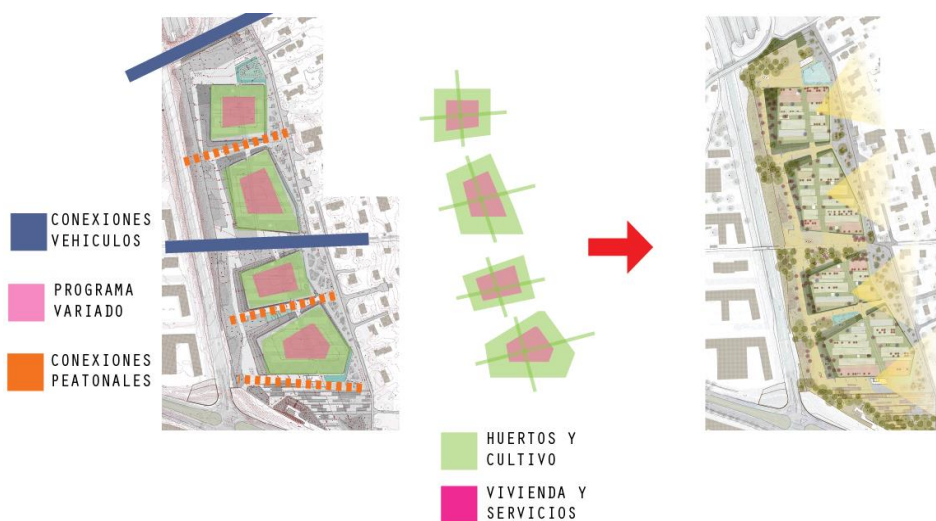 CONEXIONES
VEHICULOS
PROGRAMA
VARIADO
CONEXIONES
PEATONALES
HUERTOS Y
CULTIVO
VIVIENDA Y
SERVICIOS